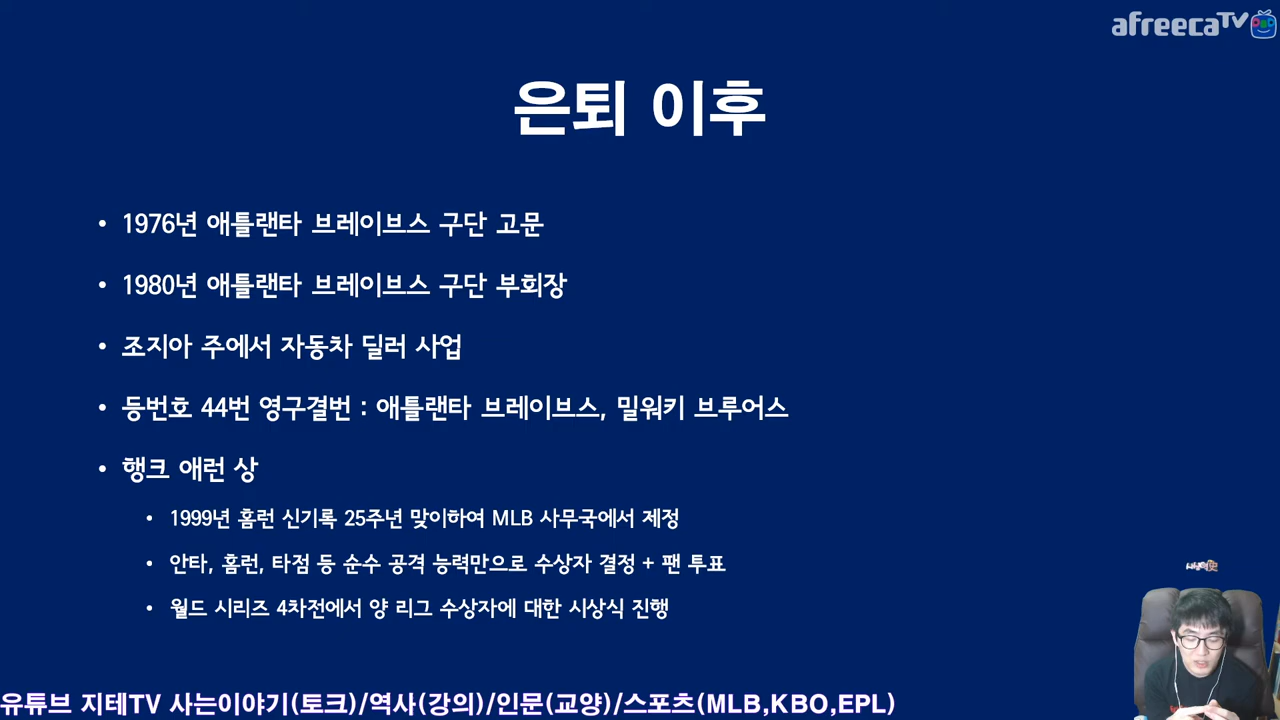 afreecaTV
은퇴 이후
• 1976년 애틀랜타 브레이브스 구단 고문
• 1980년 애틀랜타 브레이브스 구단 부회장
• 조지아 주에서 자동차 딜러 사업
• 등번호 44번 영구결번 : 애틀랜타 브레이브스, 밀워키 브루어스
• 행크 애런 상
• 1999년 홈런 신기록 25주년 맞이하여 MLB 사무국에서 제정
• 안타, 홈런, 타점 등 순수 공격 능력만으로 수상자 결정 + 팬 투표
• 월드 시리즈 4차전에서 양 리그 수상자에 대한 시상식 진행
유튜브 지테TV 사는이야기(토크)/역사(강의)/인문(교양)/스포츠(MLB,KBO,EPL)